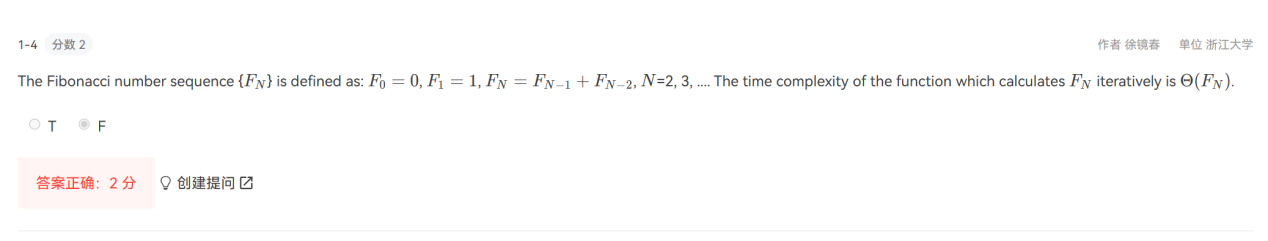 1-4 分数 2 作者 徐镜春 单位 浙江大学
The Fibonacci number sequence {F_N} is defined as: F_0 = 0, F_1 = 1, F_N = F_{N−1} + F_{N−2}, N=2, 3, .... The time complexity of the function which calculates F_N iteratively is Θ(F_N).
T F
答案正确：2 分 创建提问